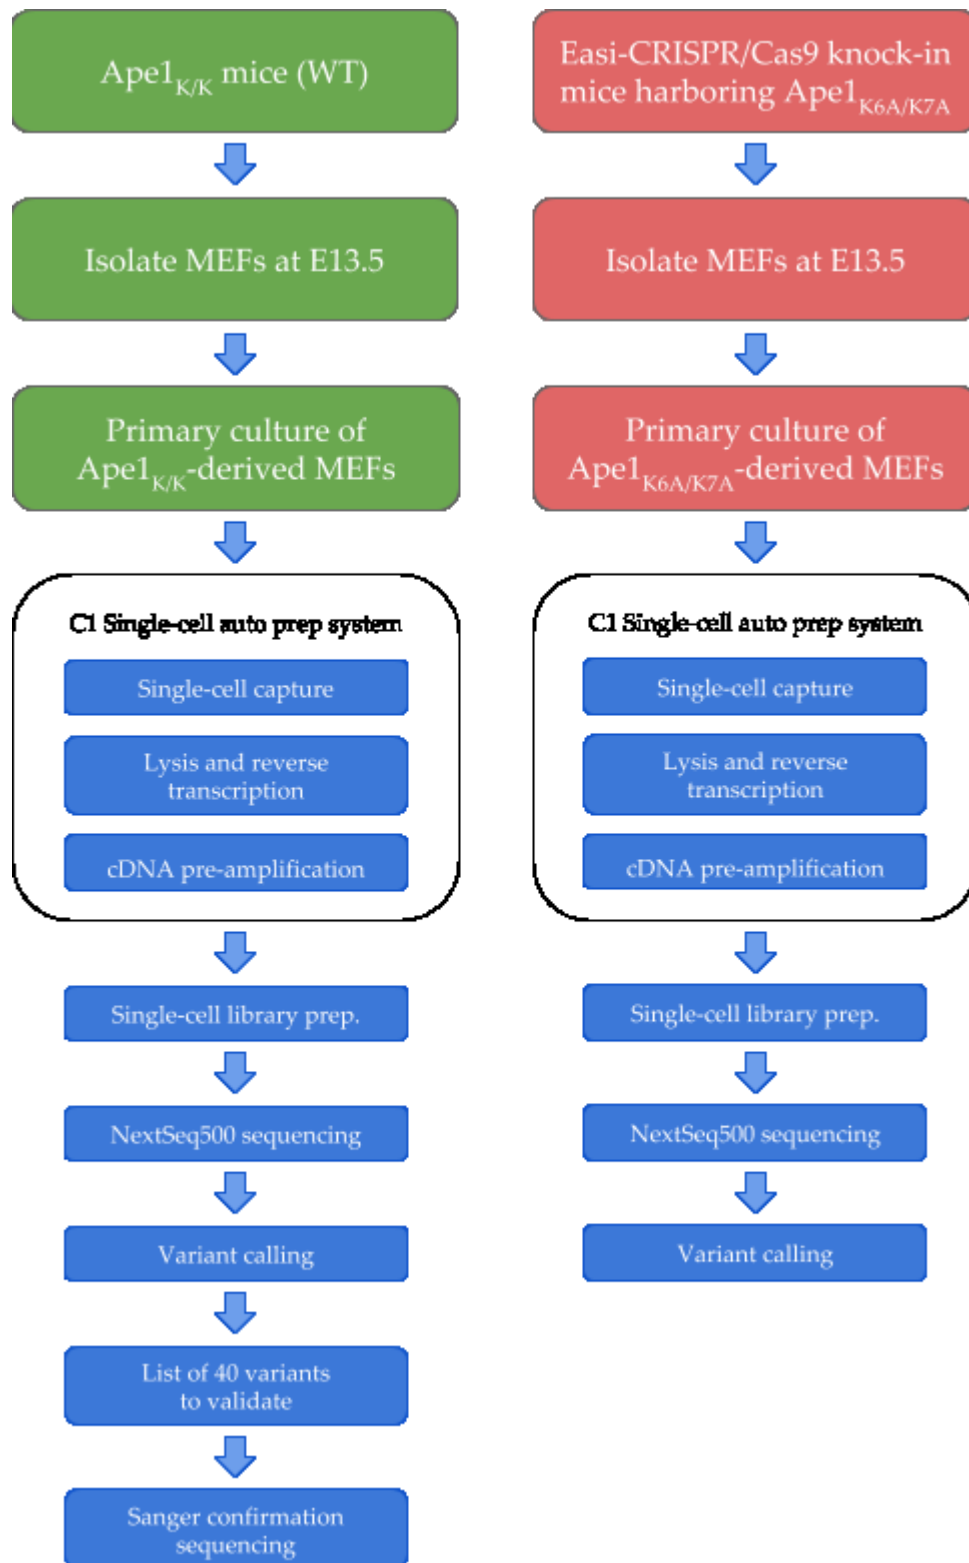 Ape1K/K mice (WT)
Isolate MEFs at E13.5
Primary culture of
Ape1K/K-derived MEFs
C1 Single-cell auto prep system
Single-cell capture
Lysis and reverse
transcription
cDNA pre-amplification
Single-cell library prep.
NextSeq500 sequencing
Variant calling
List of 40 variants
to validate
Sanger confirmation
sequencing
Easi-CRISPR/Cas9 knock-in
mice harboring Ape1K6A/K7A
Isolate MEFs at E13.5
Primary culture of
Ape1K6A/K7A-derived MEFs
C1 Single-cell auto prep system
Single-cell capture
Lysis and reverse
transcription
cDNA pre-amplification
Single-cell library prep.
NextSeq500 sequencing
Variant calling